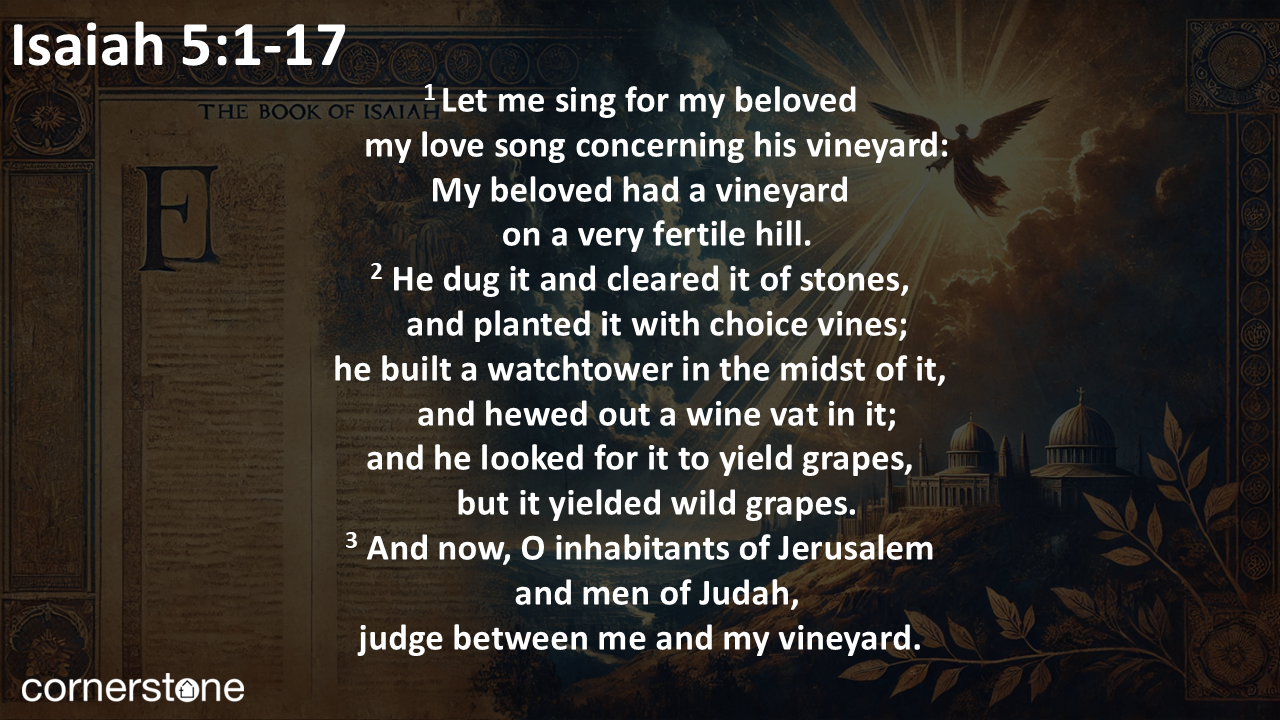 Isaiah 5:1-17
THE BOOK OF ISAIAH
E
1 Let me sing for my beloved
my love song concerning his vineyard:
My beloved had a vineyard
on a very fertile hill.
2 He dug it and cleared it of stones,
and planted it with choice vines;
he built a watchtower in the midst of it,
and hewed out a wine vat in it;
and he looked for it to yield grapes,
but it yielded wild grapes.
3 And now, O inhabitants of Jerusalem
and men of Judah,
judge between me and my vineyard.
cornerstone